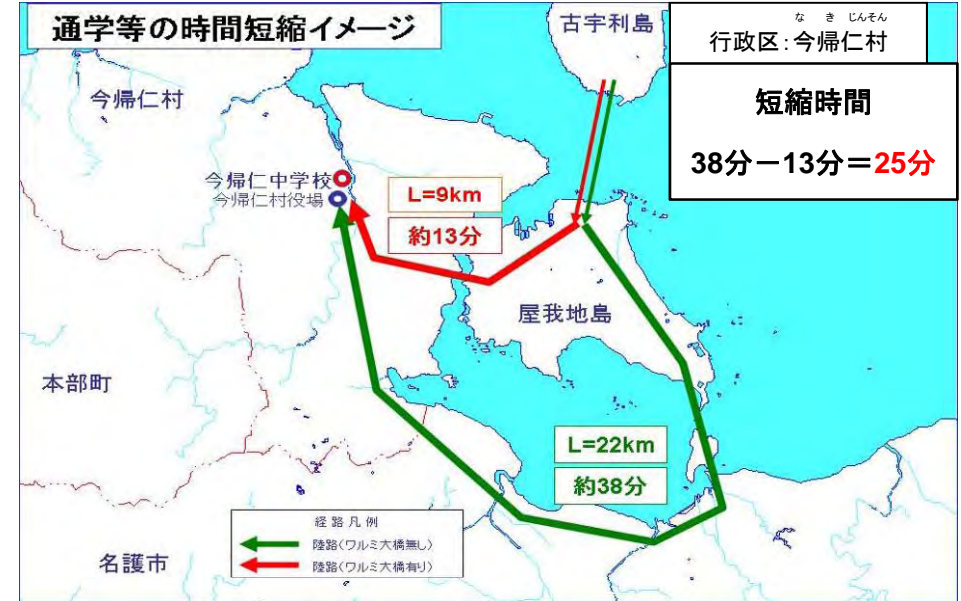 通学等の時間短縮イメージ
古宇利島
なきじんそん
行政区：今帰仁村
短縮時間
38分－13分＝25分
今帰仁村
今帰仁中学校
今帰仁村役場
L=9km
約13分
屋我地島
本部町
L=22km
約38分
経路凡例
陸路(ワルミ大橋無し)
陸路(ワルミ大橋有り)
名護市